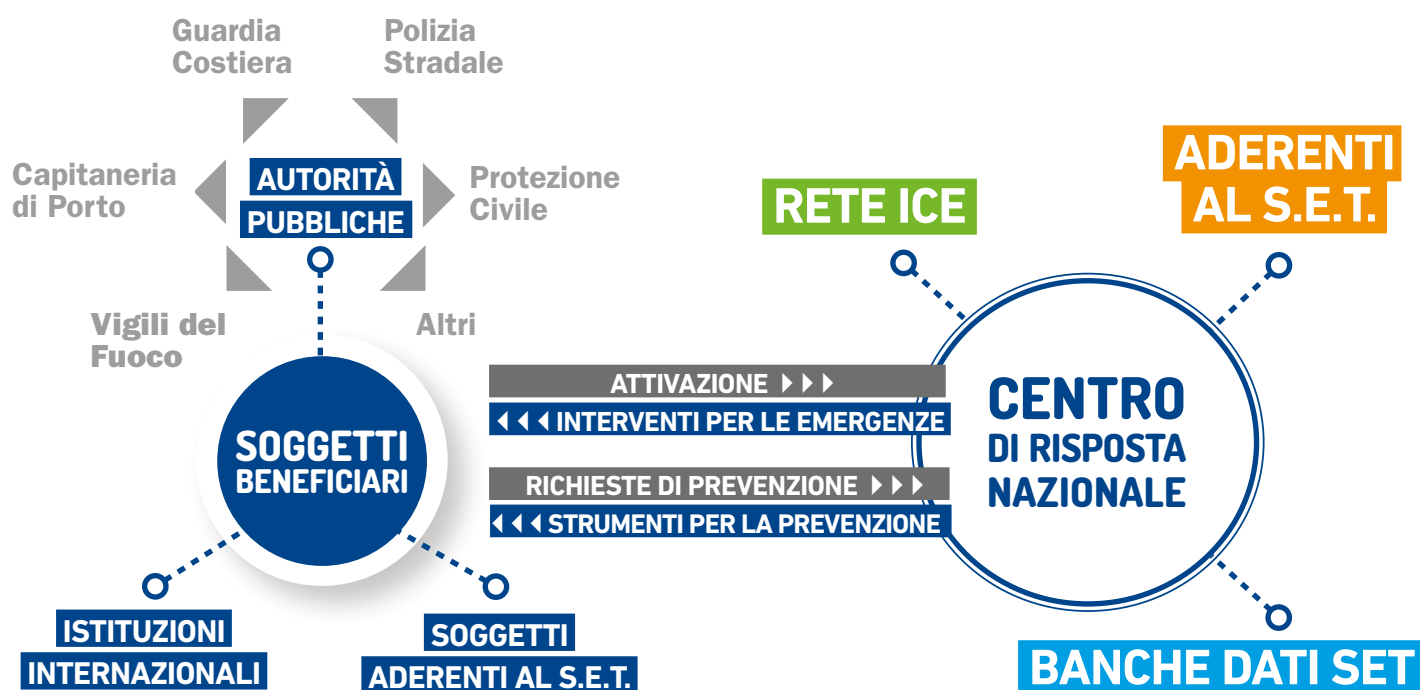 Guardia
Costiera
Polizia
Stradale
Capitaneria
di Porto
AUTORITÀ
PUBBLICHE
Protezione
Civile
Vigili del
Fuoco
Altri
SOGGETTI
BENEFICIARI
ISTITUZIONI
INTERNAZIONALI
SOGGETTI
ADERENTI AL S.E.T.
ATTIVAZIONE
INTERVENTI PER LE EMERGENZE
RICHIESTE DI PREVENZIONE
STRUMENTI PER LA PREVENZIONE
RETE ICE
ADERENTI
AL S.E.T.
CENTRO
DI RISPOSTA
NAZIONALE
BANCHE DATI SET